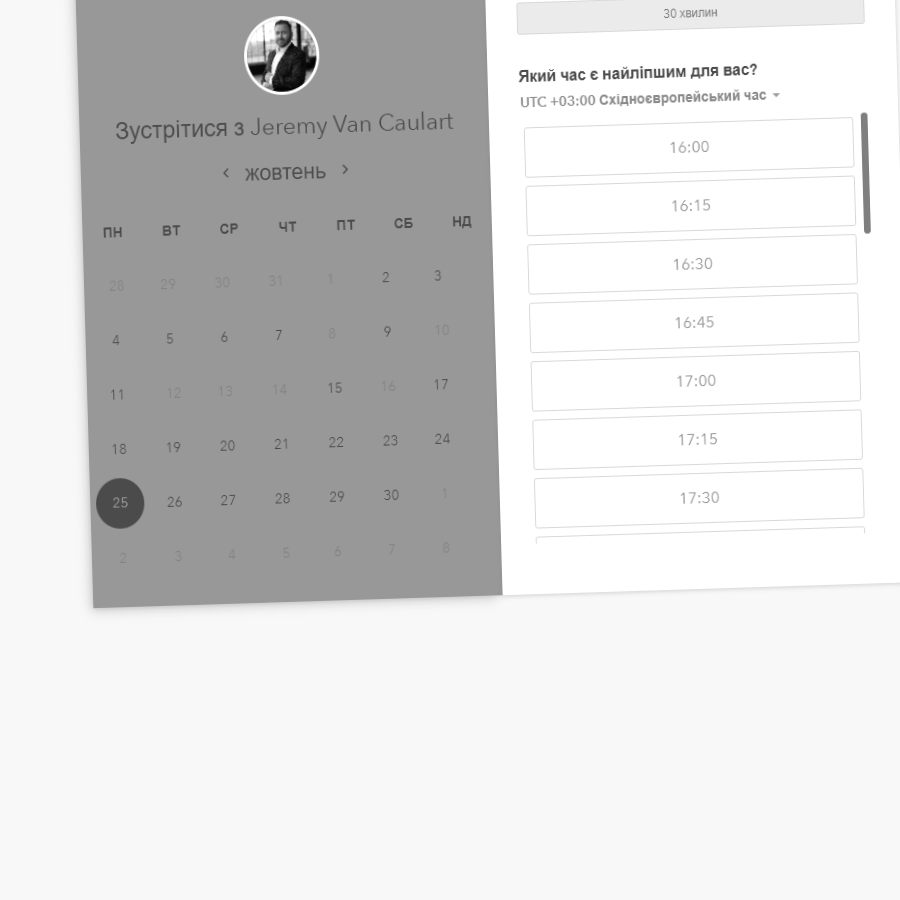 Зустрітися з Jeremy Van Caulart
‹ жовтень ›
ПН ВТ СР ЧТ ПТ СБ НД
28 29 30 31 1 2 3
4 5 6 7 8 9 10
11 12 13 14 15 16 17
18 19 20 21 22 23 24
25 26 27 28 29 30 1
2 3 4 5 6 7 8
30 хвилин
Який час є найліпшим для вас?
UTC +03:00 Східноєвропейський час
16:00
16:15
16:30
16:45
17:00
17:15
17:30